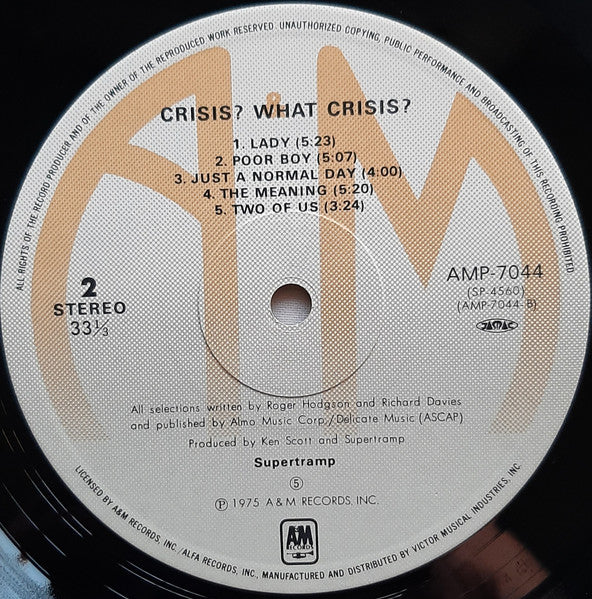 ALL RIGHTS OF THE RECORD PRODUCER AND OF THE OWNER OF THE REPRODUCED WORK RESERVED. UNAUTHORIZED COPYING, PUBLIC PERFORMANCE AND BROADCASTING OF THIS RECORDING PROHIBITED
CRISIS? WHAT CRISIS?
1. LADY (5:23)
2. POOR BOY (5:07)
3. JUST A NORMAL DAY (4:00)
4. THE MEANING (5:20)
5. TWO OF US (3:24)
2
STEREO
33⅓
AMP-7044
(SP-4560)
(AMP-7044-B)
JASRAC
All selections written by Roger Hodgson and Richard Davies
and published by Almo Music Corp./Delicate Music (ASCAP)
Produced by Ken Scott and Supertramp
Supertramp
⑤
Ⓟ 1975 A&M RECORDS, INC.
A&M
RECORDS
LICENSED BY A&M RECORDS, INC./ALFA RECORDS, INC., MANUFACTURED AND DISTRIBUTED BY VICTOR MUSICAL INDUSTRIES, INC.